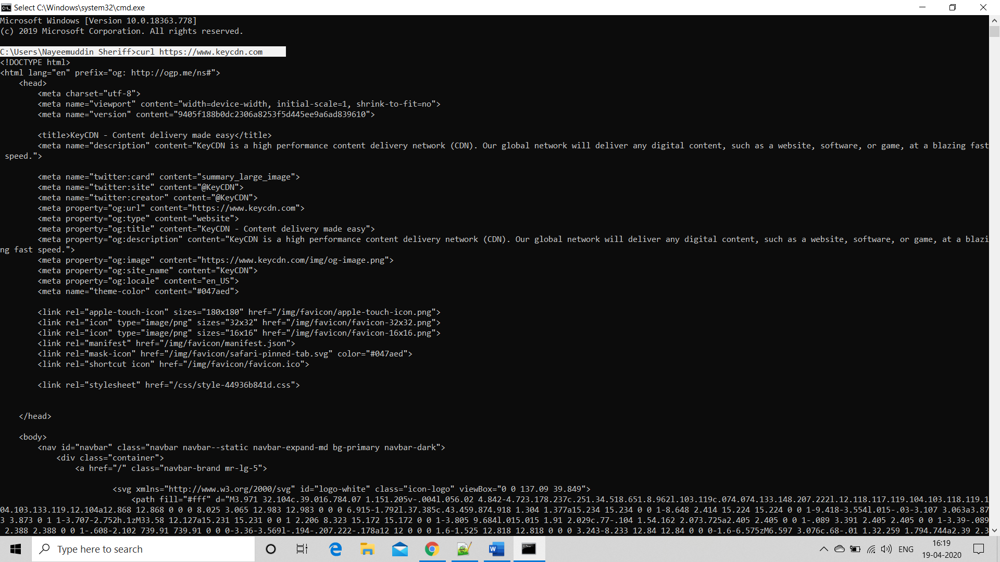 Select C:\Windows\system32\cmd.exe
Microsoft Windows [Version 10.0.18363.778]
(c) 2019 Microsoft Corporation. All rights reserved.
C:\Users\Nayeemuddin Sheriff>curl https://www.keycdn.com
<!DOCTYPE html>
<html lang="en" prefix="og: http://ogp.me/ns#">
<head>
<meta charset="utf-8">
<meta name="viewport" content="width=device-width, initial-scale=1, shrink-to-fit=no">
<meta name="version" content="9405f188b0dc2306a8253f5d445ee9a6ad839610">
<title>KeyCDN - Content delivery made easy</title>
<meta name="description" content="KeyCDN is a high performance content delivery network (CDN). Our global network will deliver any digital content, such as a website, software, or game, at a blazing fast
speed.">
<meta name="twitter:card" content="summary_large_image">
<meta name="twitter:site" content="@KeyCDN">
<meta name="twitter:creator" content="@KeyCDN">
<meta property="og:url" content="https://www.keycdn.com">
<meta property="og:type" content="website">
<meta property="og:title" content="KeyCDN - Content delivery made easy">
<meta property="og:description" content="KeyCDN is a high performance content delivery network (CDN). Our global network will deliver any digital content, such as a website, software, or game, at a blazi
ng fast speed.">
<meta property="og:image" content="https://www.keycdn.com/img/og-image.png">
<meta property="og:site_name" content="KeyCDN">
<meta property="og:locale" content="en_US">
<meta name="theme-color" content="#047aed">
<link rel="apple-touch-icon" sizes="180x180" href="/img/favicon/apple-touch-icon.png">
<link rel="icon" type="image/png" sizes="32x32" href="/img/favicon/favicon-32x32.png">
<link rel="icon" type="image/png" sizes="16x16" href="/img/favicon/favicon-16x16.png">
<link rel="manifest" href="/img/favicon/manifest.json">
<link rel="mask-icon" href="/img/favicon/safari-pinned-tab.svg" color="#047aed">
<link rel="shortcut icon" href="/img/favicon/favicon.ico">
<link rel="stylesheet" href="/css/style-44936b841d.css">
</head>
<body>
<nav id="navbar" class="navbar navbar--static navbar-expand-md bg-primary navbar-dark">
<div class="container">
<a href="/" class="navbar-brand mr-lg-5">
<svg xmlns="http://www.w3.org/2000/svg" id="logo-white" class="icon-logo" viewBox="0 0 137.09 39.849">
<path fill="#fff" d="M3.971 32.104c.39.016.784.07 1.151.205v-.004l.056.02 4.842-4.723.178.237c.251.34.518.651.8.962l.103.119c.074.074.133.148.207.222l.12.118.117.119.104.103.118.119.1
04.103.133.119.12.104a12.868 12.868 0 0 0 8.025 3.065 12.983 12.983 0 0 0 6.915-1.792l.37.385c.43.459.874.918 1.304 1.377a15.234 15.234 0 0 1-8.648 2.414 15.224 15.224 0 0 1-9.418-3.554l.015-.03-3.107 3.063a3.87
3 3.873 0 1 1-3.707-2.752h.1zM33.58 12.127a15.231 15.231 0 0 1 2.206 8.323 15.172 15.172 0 0 1-3.805 9.684l.015.015 1.91 2.029c.77-.104 1.54.162 2.073.725a2.405 2.405 0 0 1-.089 3.391 2.405 2.405 0 0 1-3.39-.089
2.388 2.388 0 0 1-.608-2.102 739.91 739.91 0 0 0-3.36-3.569l-.194-.207.222-.178a12 12 0 0 0 1.6-1.525 12.818 12.818 0 0 0 3.243-8.233 12.84 12.84 0 0 0-1.6-6.575zM6.597 3.076c.68-.01 1.32.259 1.794.744a2.39 2.3
Type here to search
ENG
16:19
19-04-2020